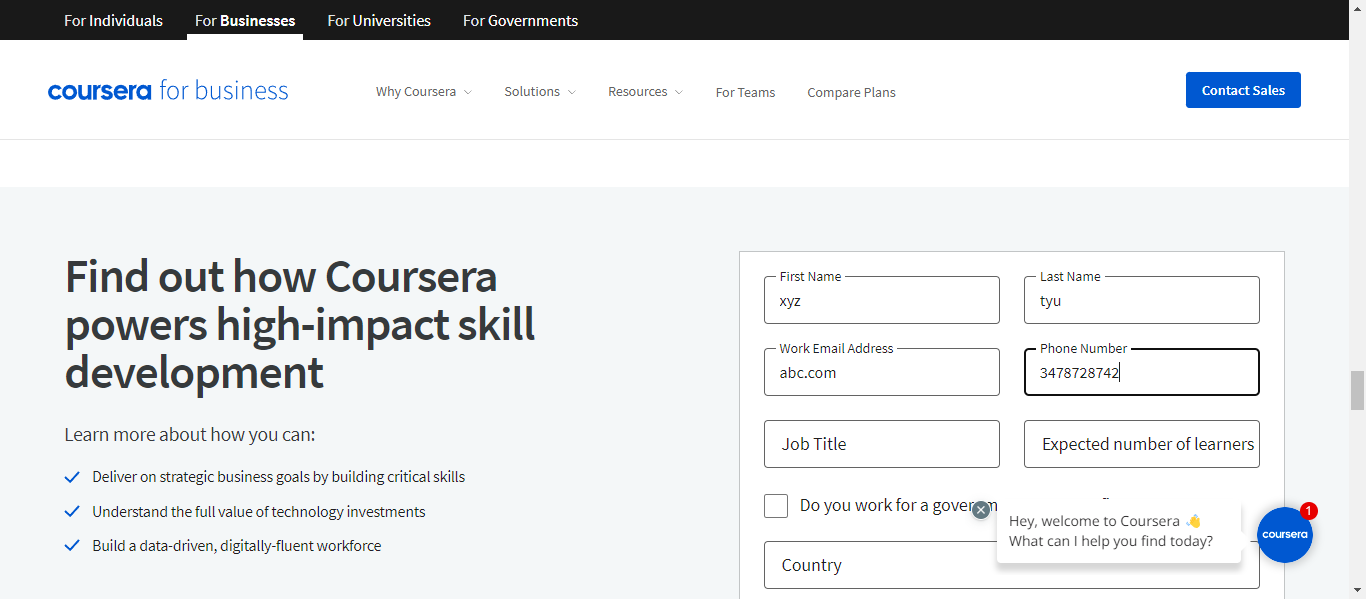 For Individuals
For Businesses
For Universities
For Governments
coursera for business
Why Coursera
Solutions
Resources
For Teams
Compare Plans
Contact Sales
Find out how Coursera
powers high-impact skill
development
Learn more about how you can:
Deliver on strategic business goals by building critical skills
Understand the full value of technology investments
Build a data-driven, digitally-fluent workforce
First Name
xyz
Last Name
tyu
Work Email Address
abc.com
Phone Number
3478728742
Job Title
Expected number of learners
Do you work for a
Country
Hey, welcome to Coursera 👋
What can I help you find today?
coursera
1